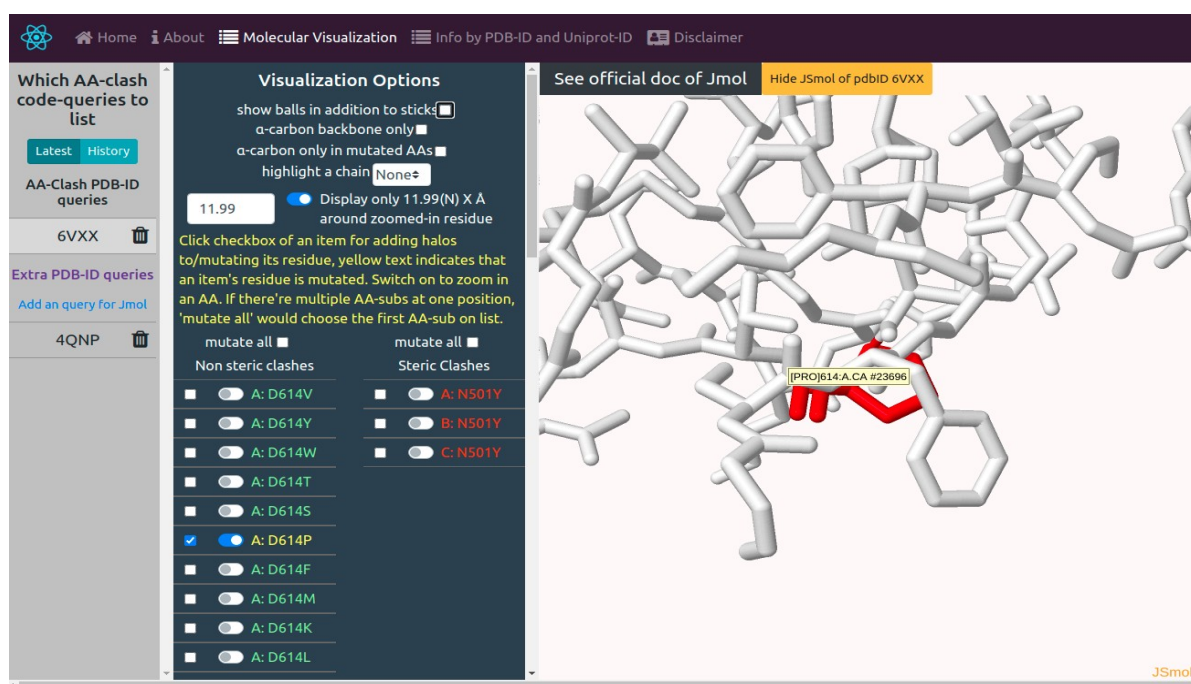 Home About Molecular Visualization Info by PDB-ID and Uniprot-ID Disclaimer
Which AA-clash
code-queries to
list
Latest History
AA-Clash PDB-ID
queries
6VXX
Extra PDB-ID queries
Add an query for Jmol
4QNP
Visualization Options
show balls in addition to sticks
α-carbon backbone only
α-carbon only in mutated AAs
highlight a chain None
11.99 Display only 11.99(N) X Å
around zoomed-in residue
Click checkbox of an item for adding halos
to/mutating its residue, yellow text indicates that
an item's residue is mutated. Switch on to zoom in
an AA. If there're multiple AA-subs at one position,
'mutate all' would choose the first AA-sub on list.
mutate all mutate all
Non steric clashes Steric Clashes
A: D614V A: N501Y
A: D614Y B: N501Y
A: D614W C: N501Y
A: D614T
A: D614S
A: D614P
A: D614F
A: D614M
A: D614K
A: D614L
See official doc of Jmol Hide JSmol of pdbID 6VXX
[PRO]614:A.CA #23696
JSmol